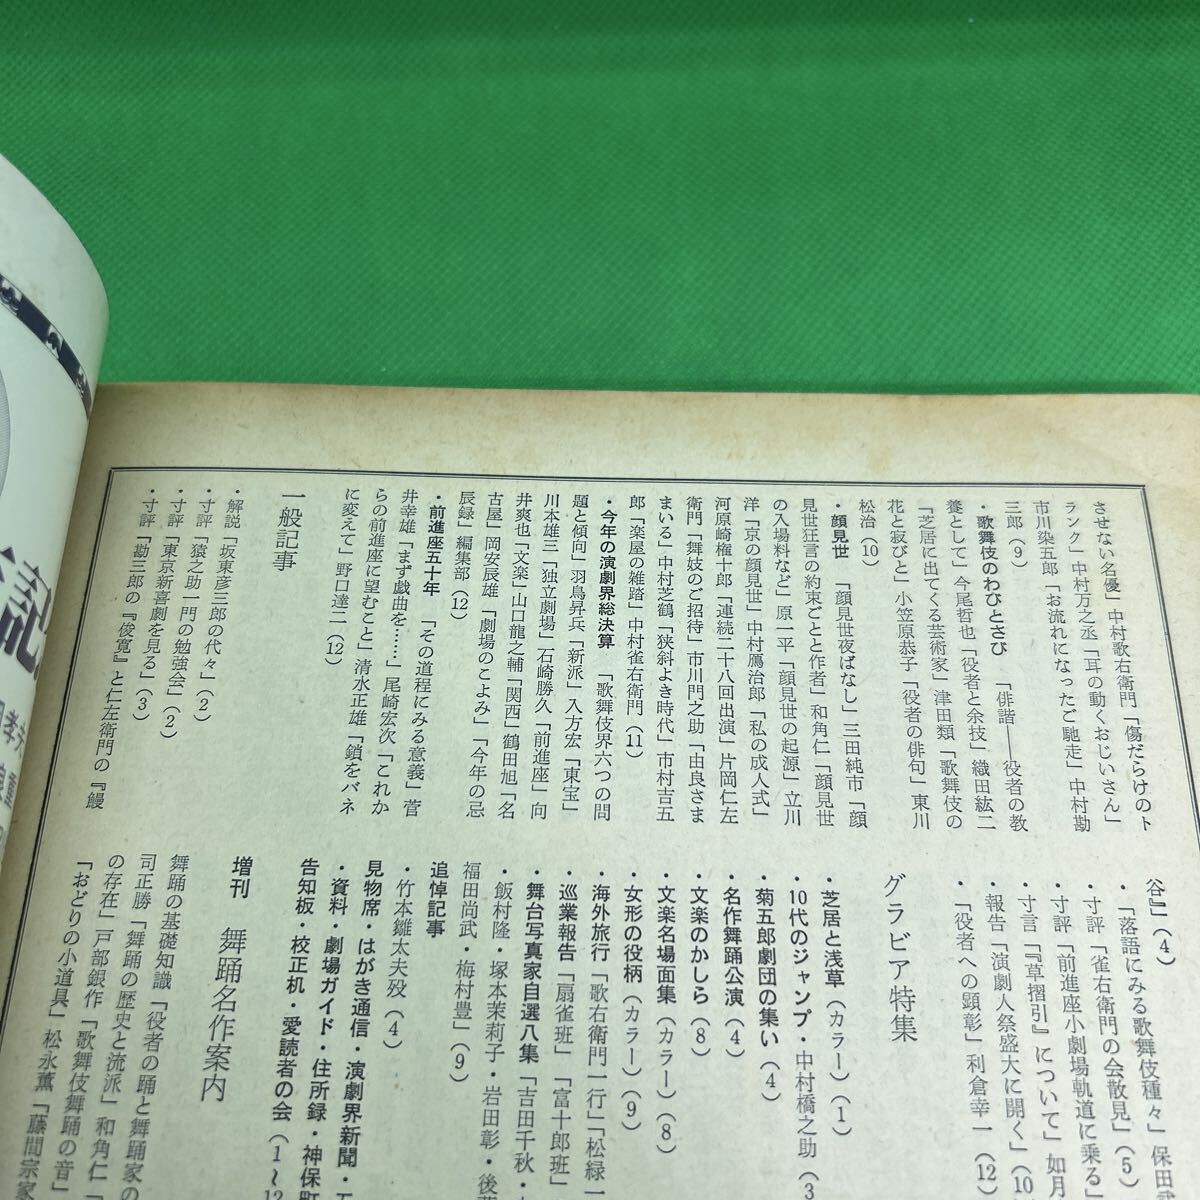 させない名優」中村歌右衛門「傷だらけのト
ランク」中村万之丞「耳の動くおじいさん」
市川染五郎「お流れになったご馳走」中村勘
三郎(9)
・歌舞伎のわびとさび 「俳諧――役者の教
養として」今尾哲也「役者と余技」織田紘二
「芝居に出てくる芸術家」津田類「歌舞伎の
花と寂びと」小笠原恭子「役者の俳句」東川
松治(10)
・顔見世 「顔見世夜ばなし」三田純市「顔
見世狂言の約束ごとと作者」和角仁「顔見世
の入場料など」原一平「顔見世の起源」立川
洋「京の顔見世」中村鴈治郎「私の成人式」
河原崎権十郎「連続二十八回出演」片岡仁左
衛門「舞妓のご招待」市川門之助「由良さま
まいる」中村芝鶴「狭斜よき時代」市村吉五
郎「楽屋の雑踏」中村雀右衛門(11)
・今年の演劇界総決算 「歌舞伎界六つの問
題と傾向」羽鳥昇兵「新派」入方宏「東宝」
川本雄三「独立劇場」石崎勝久「前進座」向
井爽也「文楽」山口龍之輔「関西」鶴田旭「名
古屋」岡安辰雄「劇場のこよみ」「今年の忌
辰録」編集部(12)
・前進座五十年 「その道程にみる意義」菅
井幸雄「まず戯曲を……」尾崎宏次「これか
らの前進座に望むこと」清水正雄「鎖をバネ
に変えて」野口達二(12)
一般記事
・解説「坂東彦三郎の代々」(2)
・寸評「猿之助一門の勉強会」(2)
・寸評「東京新喜劇を見る」(3)
・寸評「勘三郎の『俊寛』と仁左衛門の『鰻
谷』」(4)
・「落語にみる歌舞伎種々」保田武
・寸評「雀右衛門の会散見」(5)
・寸評「前進座小劇場軌道に乗る」
・寸言「『草摺引』について」如月
・報告「演劇人祭盛大に開く」(10
・「役者への顕彰」利倉幸一(12)
グラビア特集
・芝居と浅草(カラー)(1)
・10代のジャンプ・中村橋之助(3
・菊五郎劇団の集い(4)
・名作舞踊公演(4)
・文楽のかしら(8)
・文楽名場面集(カラー)(8)
・女形の役柄(カラー)(9)
・海外旅行「歌右衛門一行」「松緑一
・巡業報告「扇雀班」「富十郎班」
・舞台写真家自選八集「吉田千秋・
・飯村隆・塚本茉莉子・岩田彰・後藤
福田尚武・梅村豊」(9)
追悼記事
・竹本雛太夫歿(4)
見物席・はがき通信・演劇界新聞・
・資料・劇場ガイド・住所録・神保町
告知板・校正机・愛読者の会(1〜12
増刊 舞踊名作案内
舞踊の基礎知識「役者の踊と舞踊家の
司正勝「舞踊の歴史と流派」和角仁「
の存在」戸部銀作「歌舞伎舞踊の音」
「おどりの小道具」松永薫「藤間宗家